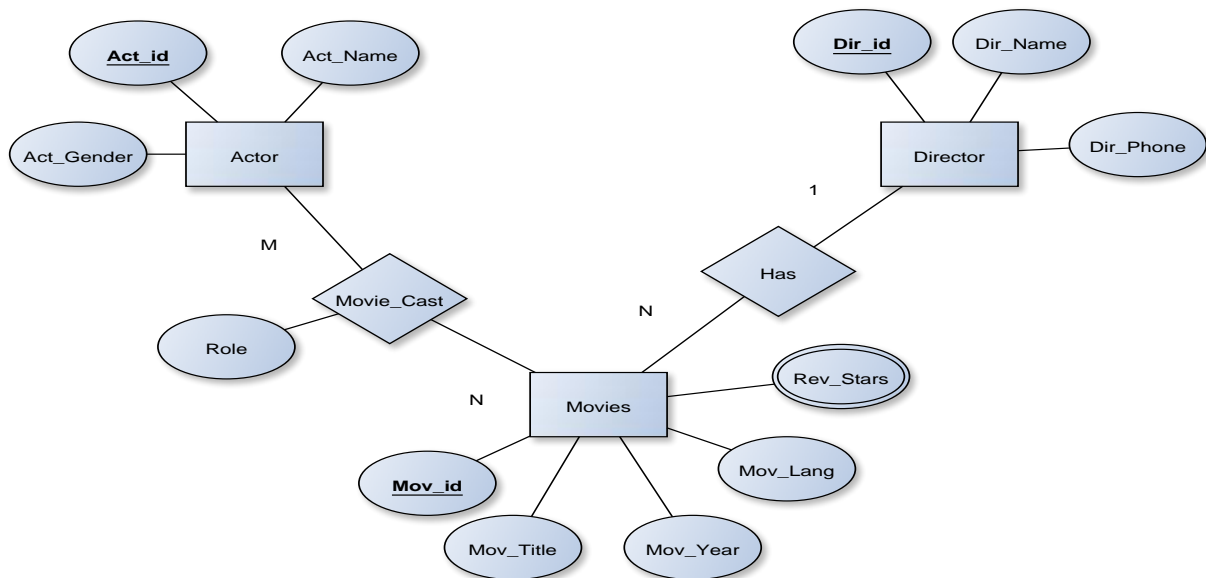 Act_id
Act_Name
Dir_id
Dir_Name
Act_Gender
Actor
Director
Dir_Phone
M
1
Movie_Cast
Has
Role
N
N
Movies
Rev_Stars
Mov_id
Mov_Lang
Mov_Title
Mov_Year